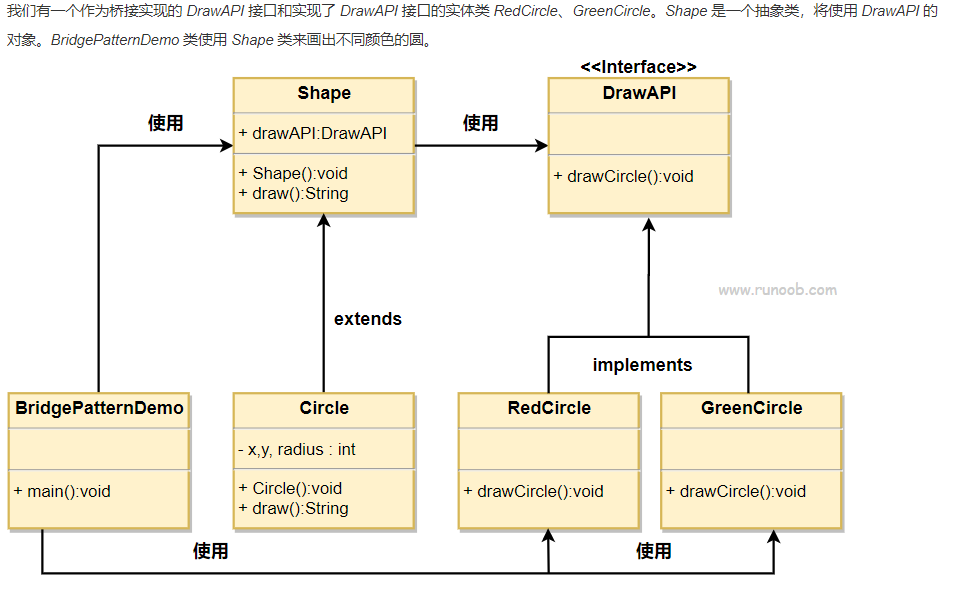 我们有一个作为桥接实现的 DrawAPI 接口和实现了 DrawAPI 接口的实体类 RedCircle、GreenCircle。Shape 是一个抽象类，将使用 DrawAPI 的
对象。BridgePatternDemo 类使用 Shape 类来画出不同颜色的圆。
<<Interface>>
Shape
DrawAPI
使用
+ drawAPI:DrawAPI
使用
+ Shape():void
+ draw():String
+ drawCircle():void
www.runoob.com
extends
implements
BridgePatternDemo
Circle
RedCircle
GreenCircle
- x,y, radius : int
+ main():void
+ Circle():void
+ draw():String
+ drawCircle():void
+ drawCircle():void
使用
使用